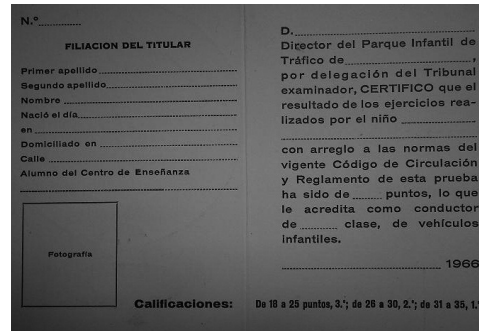 N.º
FILIACION DEL TITULAR
Primer apellido
Segundo apellido
Nombre
Nació el día
en
Domiciliado en
Calle
Alumno del Centro de Enseñanza
Fotografía
Calificaciones:
D.
Director del Parque Infantil de
Tráfico de ,
por delegación del Tribunal
examinador, CERTIFICO que el
resultado de los ejercicios rea-
lizados por el niño
con arreglo a las normas del
vigente Código de Circulación
y Reglamento de esta prueba
ha sido de puntos, lo que
le acredita como conductor
de clase, de vehículos
infantiles.
1966
De 18 a 25 puntos, 3.ª; de 26 a 30, 2.ª; de 31 a 35, 1.ª